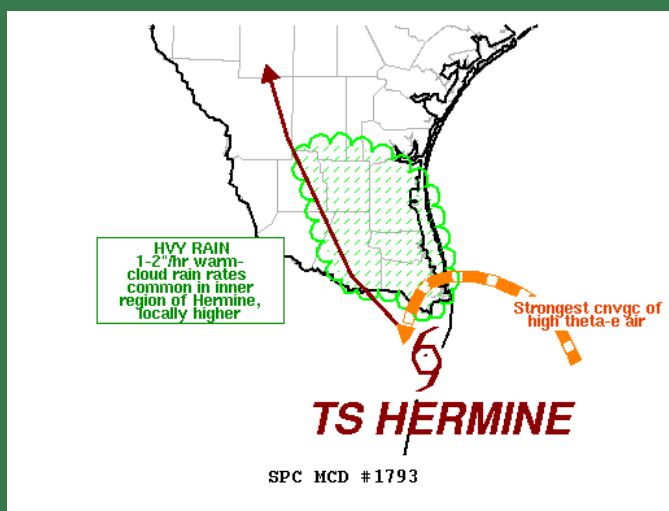 HVY RAIN
1-2"/hr warm-
cloud rain rates
common in inner
region of Hermine,
locally higher
Strongest cnvgc of
high theta-e air
TS HERMINE
SPC MCD #1793